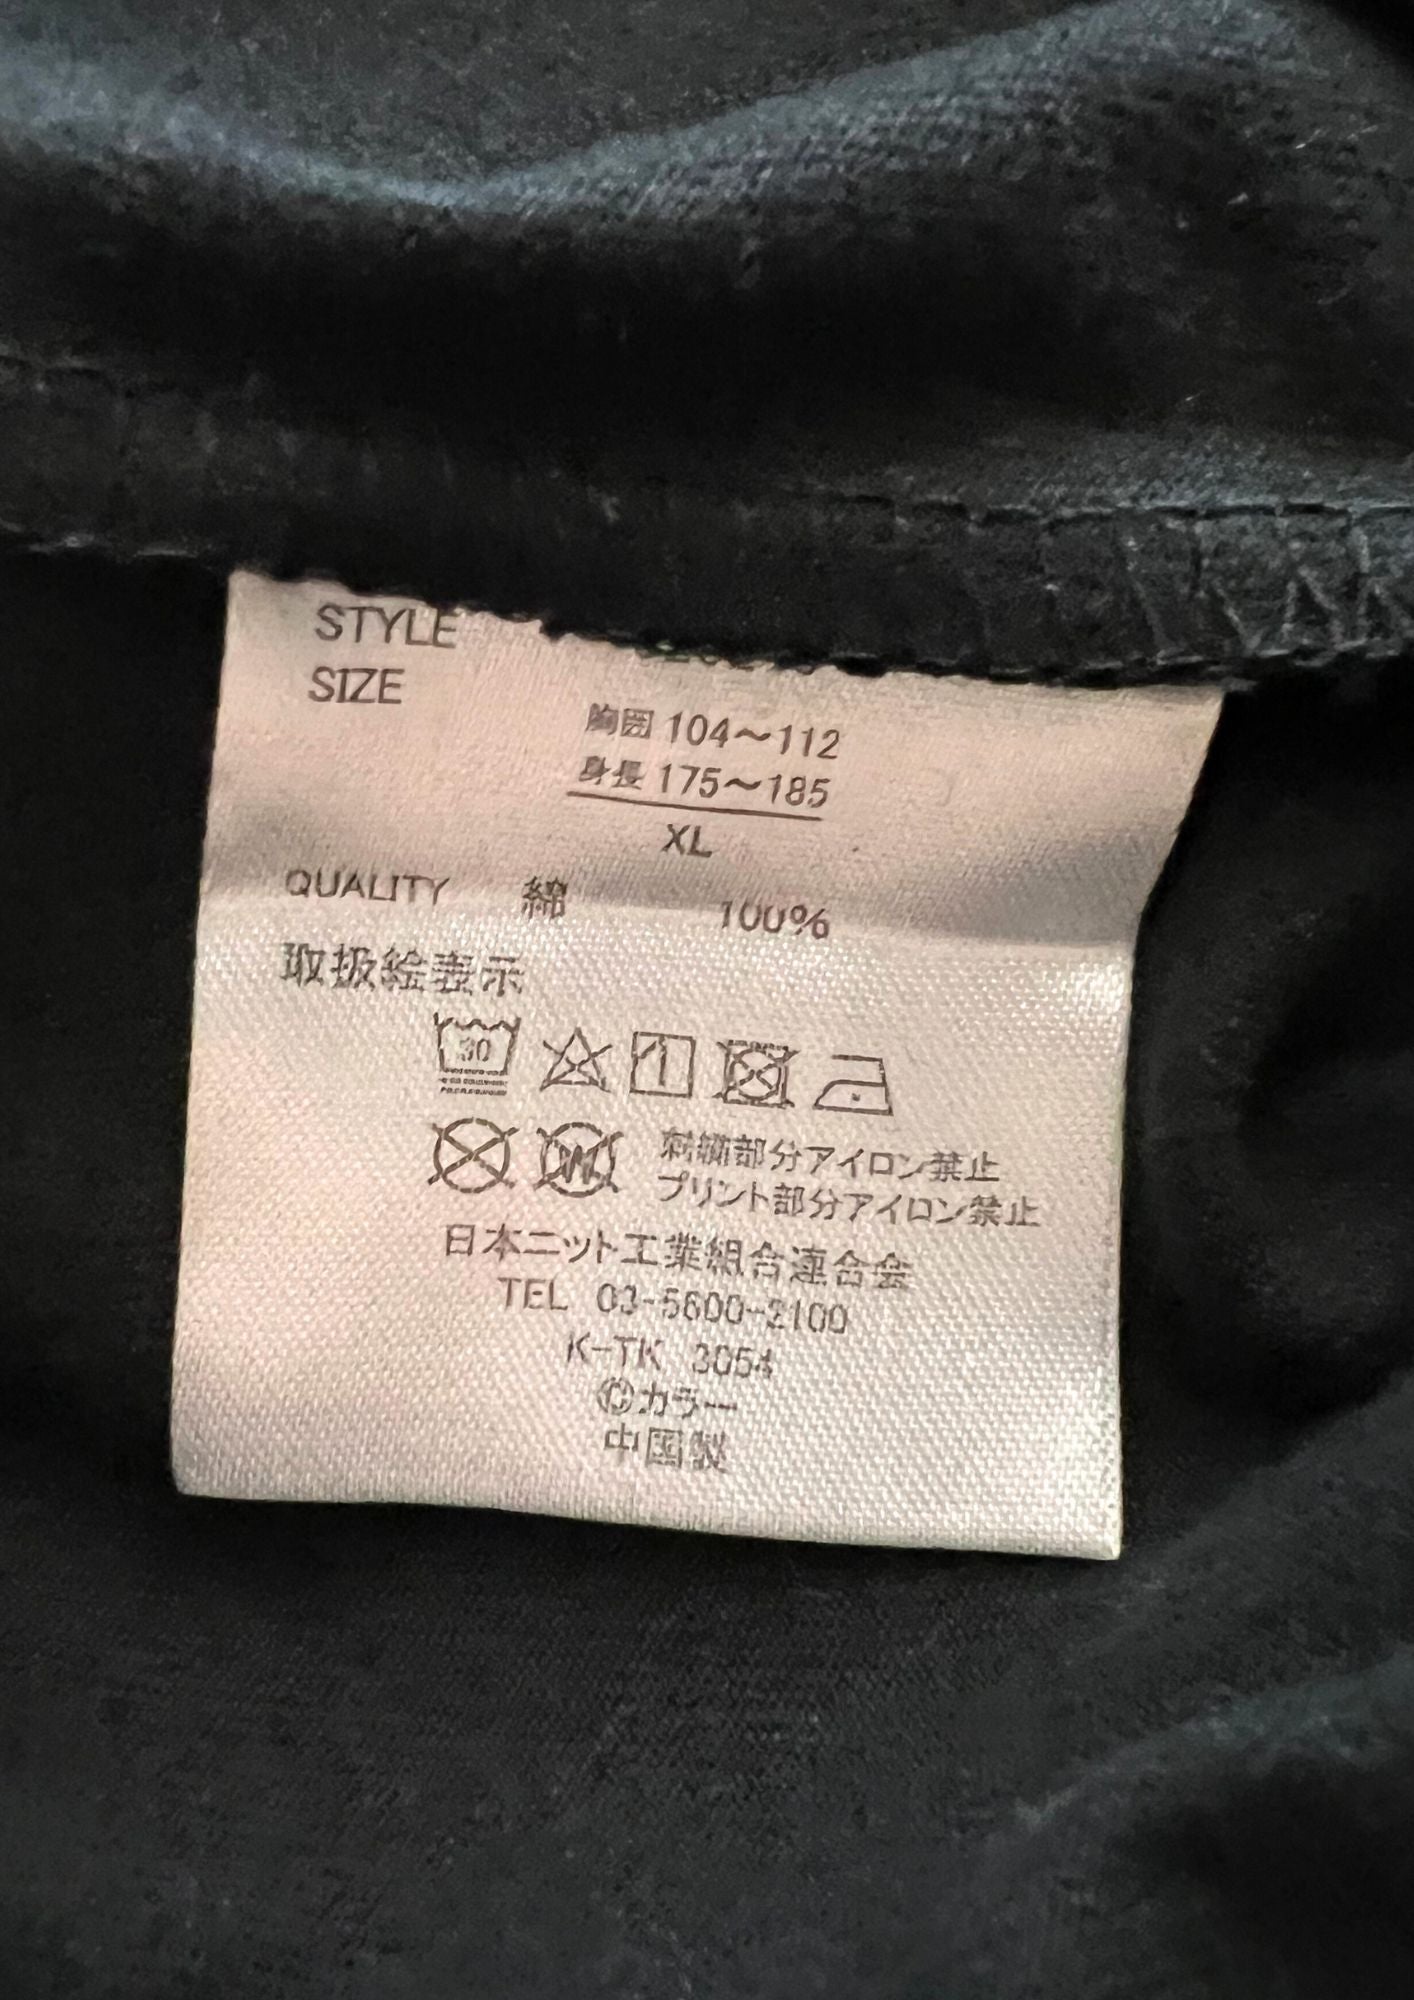 STYLE
SIZE
胸囲 104～112
身長 175～185
XL
QUALITY 綿 100%
取扱絵表示
30
W
刺繍部分アイロン禁止
プリント部分アイロン禁止
日本ニット工業組合連合会
TEL 03-5600-2100
K-TK 3054
©カラー
中国製